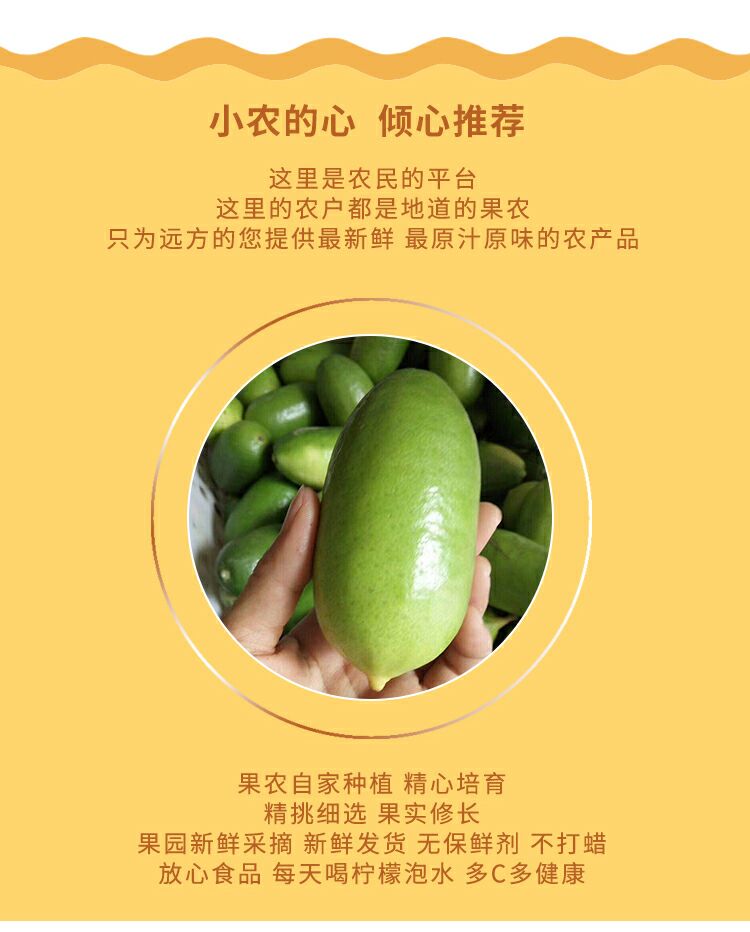 小农的心 倾心推荐
这里是农民的平台
这里的农户都是地道的果农
只为远方的您提供最新鲜 最原汁原味的农产品
果农自家种植 精心培育
精挑细选 果实修长
果园新鲜采摘 新鲜发货 无保鲜剂 不打蜡
放心食品 每天喝柠檬泡水 多C多健康